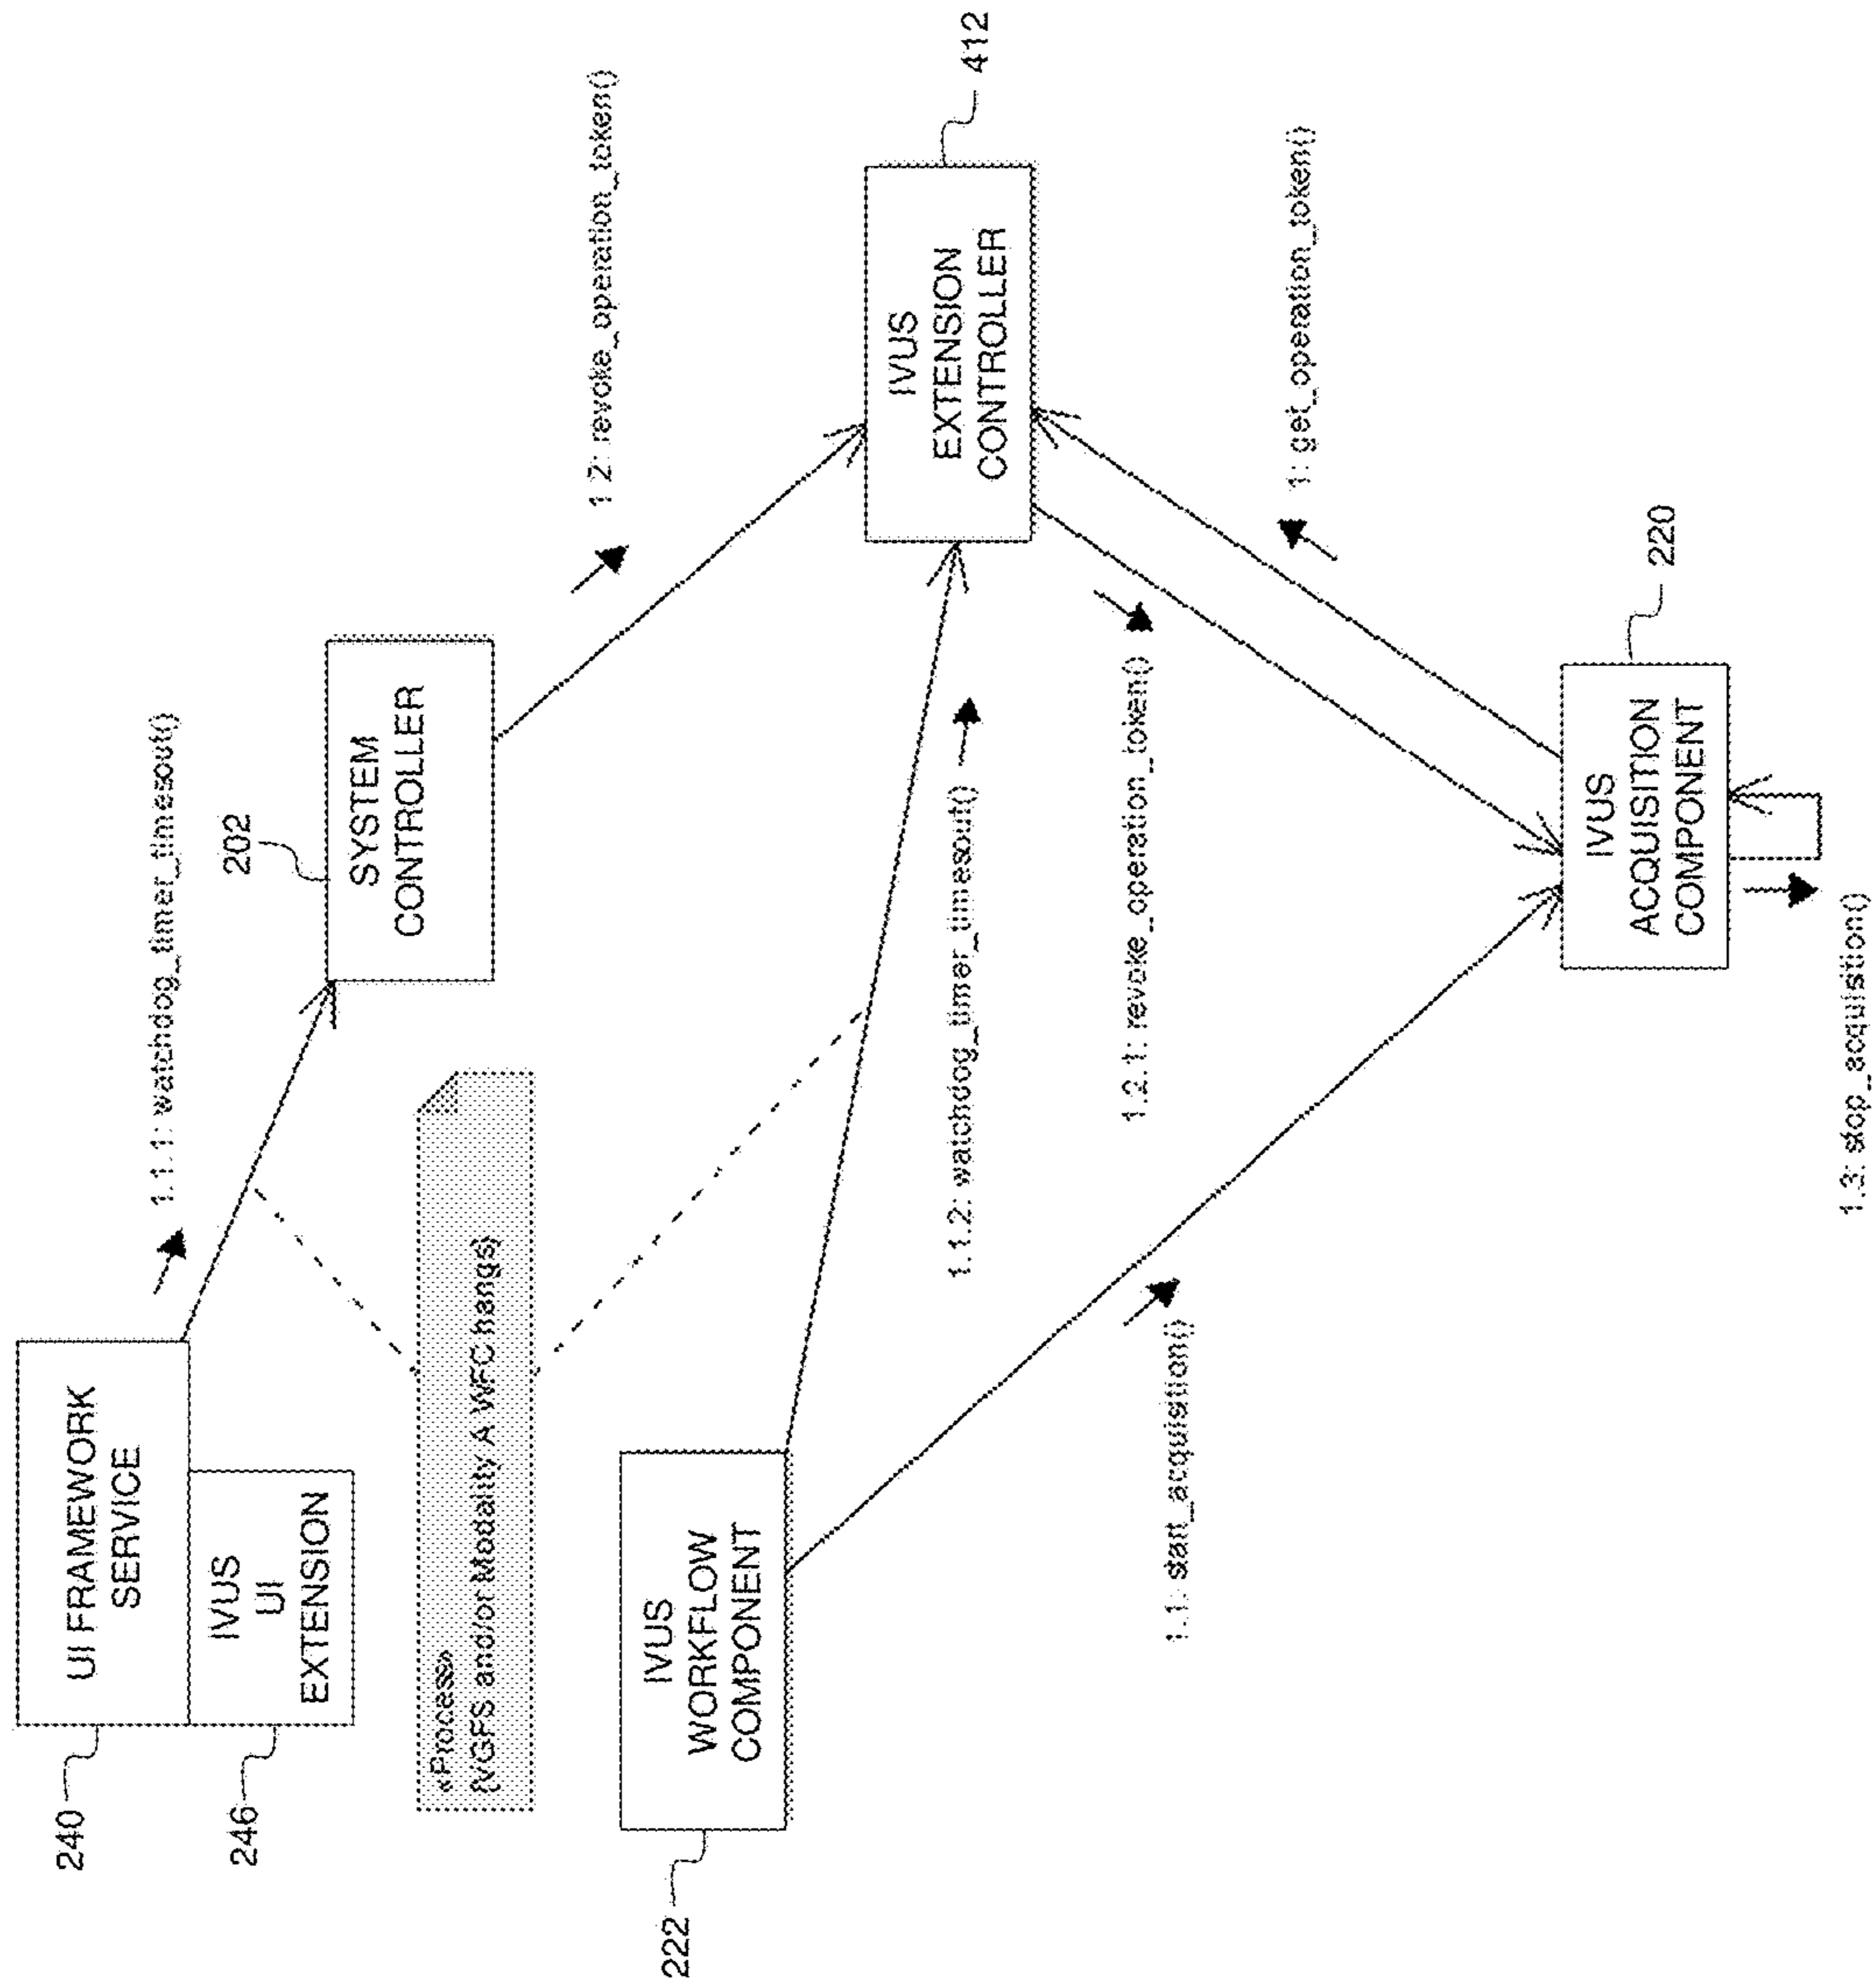 240
UI FRAMEWORK
SERVICE
246
IVUS
UI
EXTENSION
1.1.1: watchdog_timer_timesout()
202
SYSTEM
CONTROLLER
1.2: revoke_operation_token()
«Process»
{VGFS and/or Modality A WFC hangs}
222
IVUS
WORKFLOW
COMPONENT
1.1.2: watchdog_timer_timesout()
IVUS
EXTENSION
CONTROLLER
412
1.2.1: revoke_operation_token()
1: get_operation_token()
1.1: start_acquistion()
IVUS
ACQUISITION
COMPONENT
220
1.3: stop_acquistion()